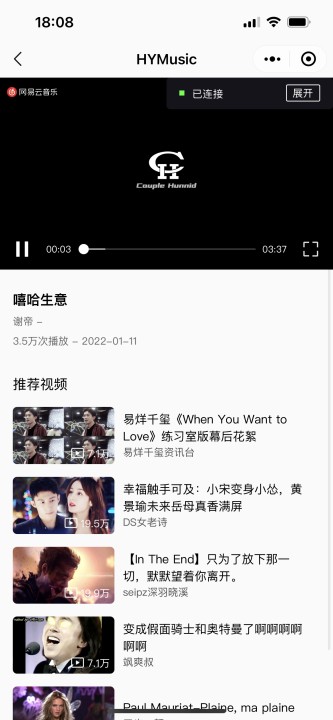 18:08
HYMusic
网易云音乐
已连接
展开
CH
Couple Hunnid
00:03
03:37
嘻哈生意
谢帝 -
3.5万次播放 - 2022-01-11
推荐视频
易烊千玺《When You Want to
Love》练习室版幕后花絮
易烊千玺资讯台
7.1万
幸福触手可及：小宋变身小怂，黄
景瑜未来岳母真香满屏
DS女老诗
19.5万
【In The End】只为了放下那一
切，默默望着你离开。
seipz深羽晓溪
13.9万
变成假面骑士和奥特曼了啊啊啊啊
啊啊
飒爽叔
7.1万
Paul Mauriat-Plaine, ma plaine